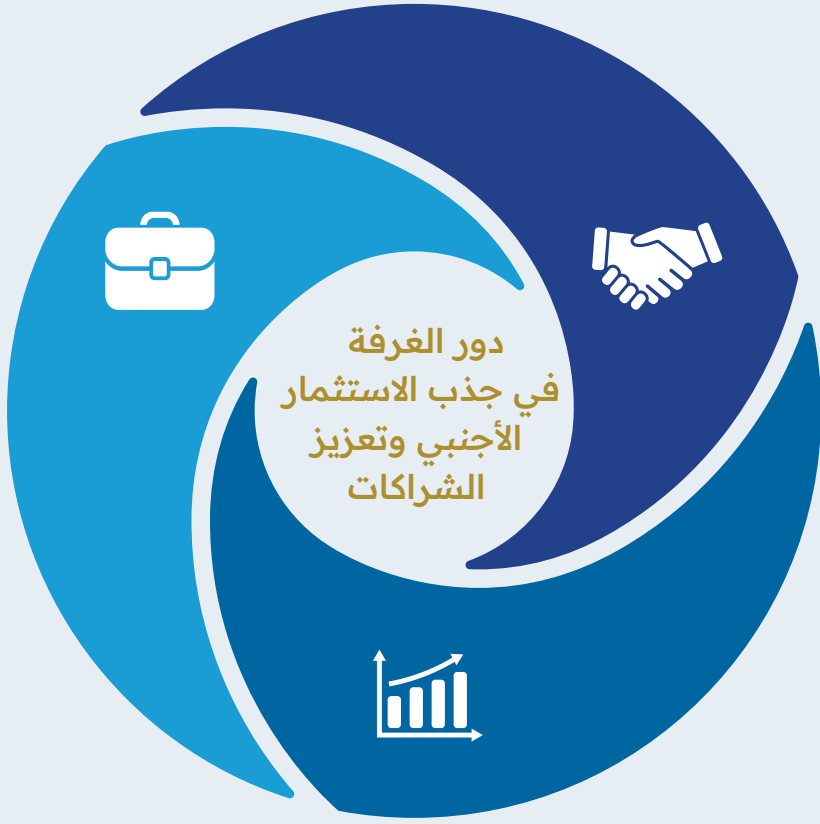 دور الغرفة
في جذب الاستثمار
الأجنبي وتعزيز
الشراكات